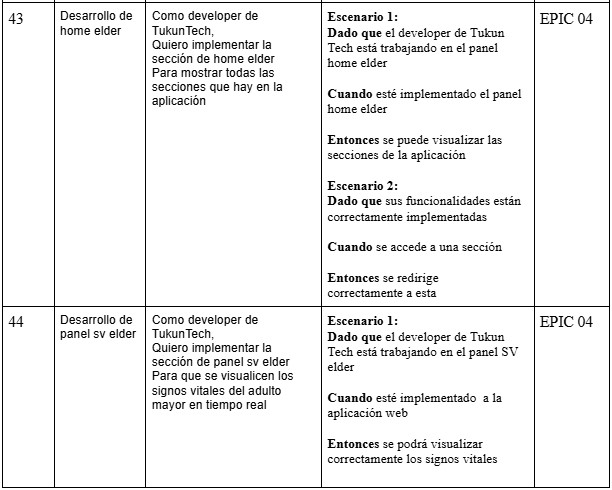 43
Desarrollo de
home elder
Como developer de
TukunTech,
Quiero implementar la
sección de home elder
Para mostrar todas las
secciones que hay en la
aplicación
Escenario 1:
Dado que el developer de Tukun
Tech está trabajando en el panel
home elder
Cuando esté implementado el panel
home elder
Entonces se puede visualizar las
secciones de la aplicación
Escenario 2:
Dado que sus funcionalidades están
correctamente implementadas
Cuando se accede a una sección
Entonces se redirige
correctamente a esta
EPIC 04
44
Desarrollo de
panel sv elder
Como developer de
TukunTech,
Quiero implementar la
sección de panel sv elder
Para que se visualicen los
signos vitales del adulto
mayor en tiempo real
Escenario 1:
Dado que el developer de Tukun
Tech está trabajando en el panel SV
elder
Cuando esté implementado a la
aplicación web
Entonces se podrá visualizar
correctamente los signos vitales
EPIC 04